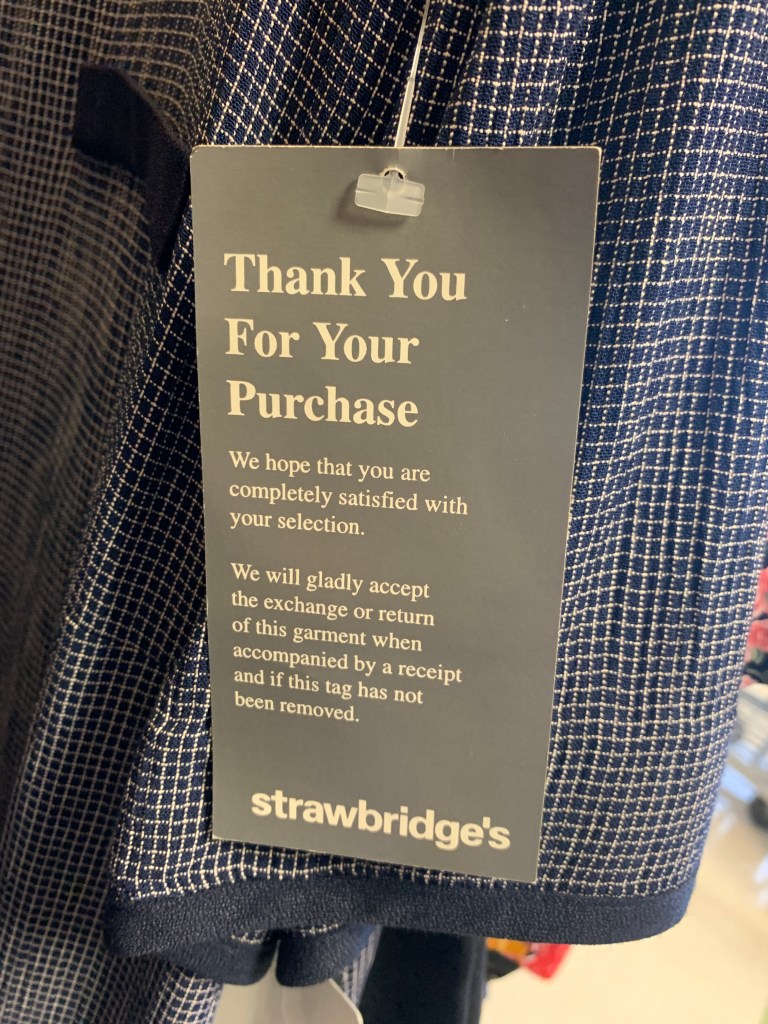 Thank You
For Your
Purchase
We hope that you are
completely satisfied with
your selection.
We will gladly accept
the exchange or return
of this garment when
accompanied by a receipt
and if this tag has not
been removed.
strawbridge's